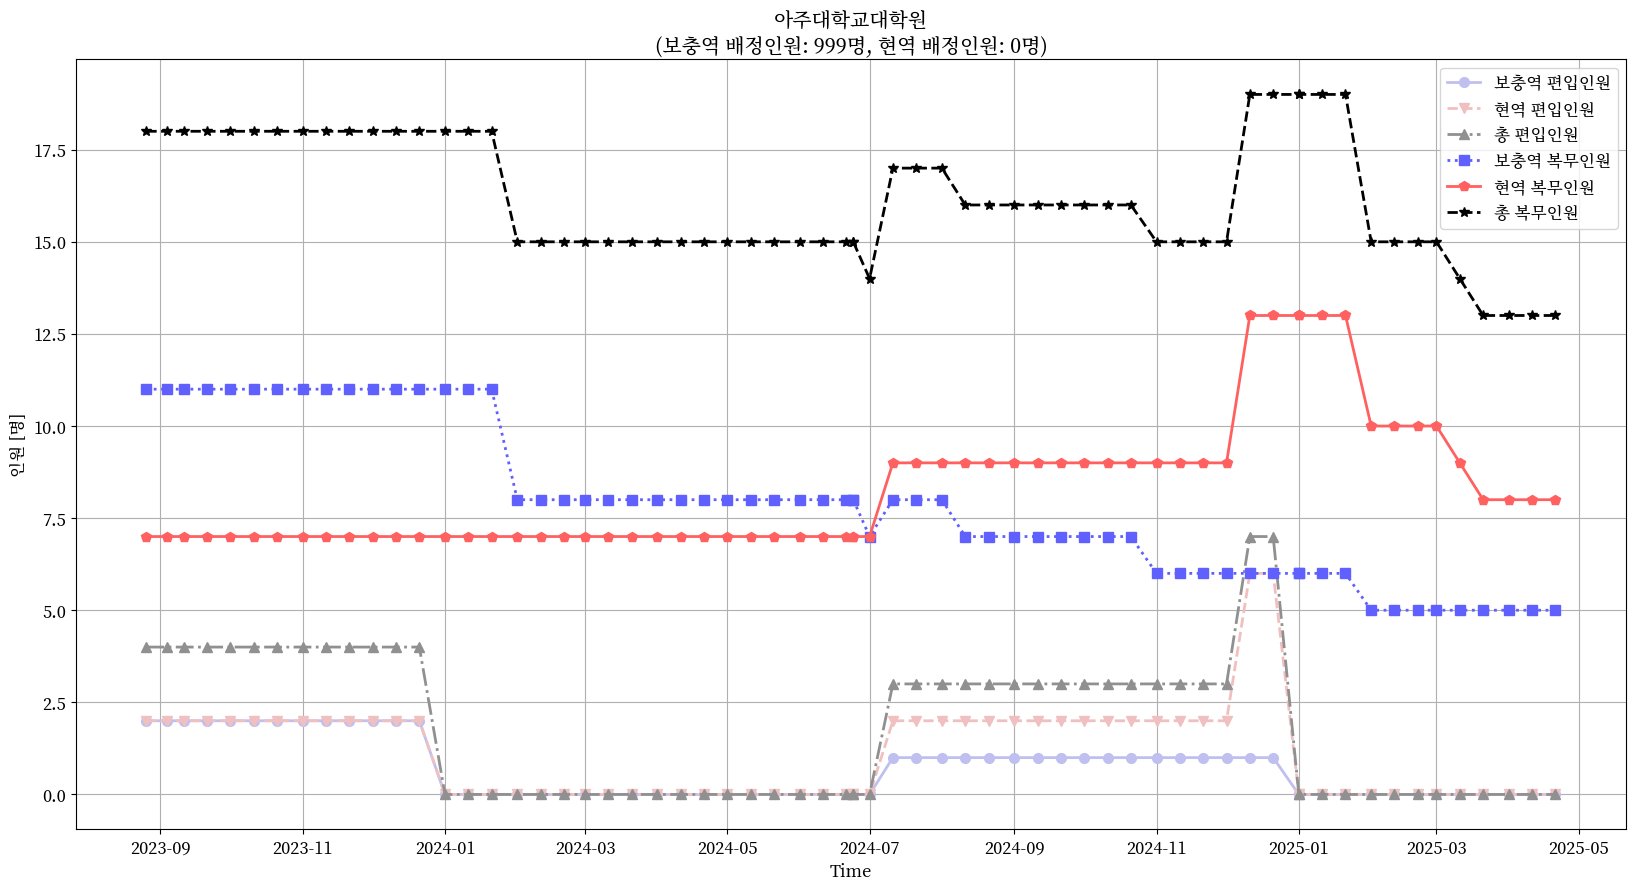 아주대학교대학원
(보충역 배정인원: 999명, 현역 배정인원: 0명)
보충역 편입인원
현역 편입인원
총 편입인원
보충역 복무인원
현역 복무인원
총 복무인원
인원 [명]
17.5
15.0
12.5
10.0
7.5
5.0
2.5
0.0
2023-09
2023-11
2024-01
2024-03
2024-05
2024-07
2024-09
2024-11
2025-01
2025-03
2025-05
Time